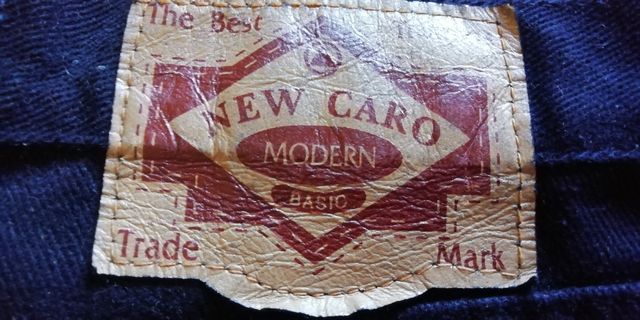 The Best
NEW CARO
MODERN
BASIC
Trade Mark